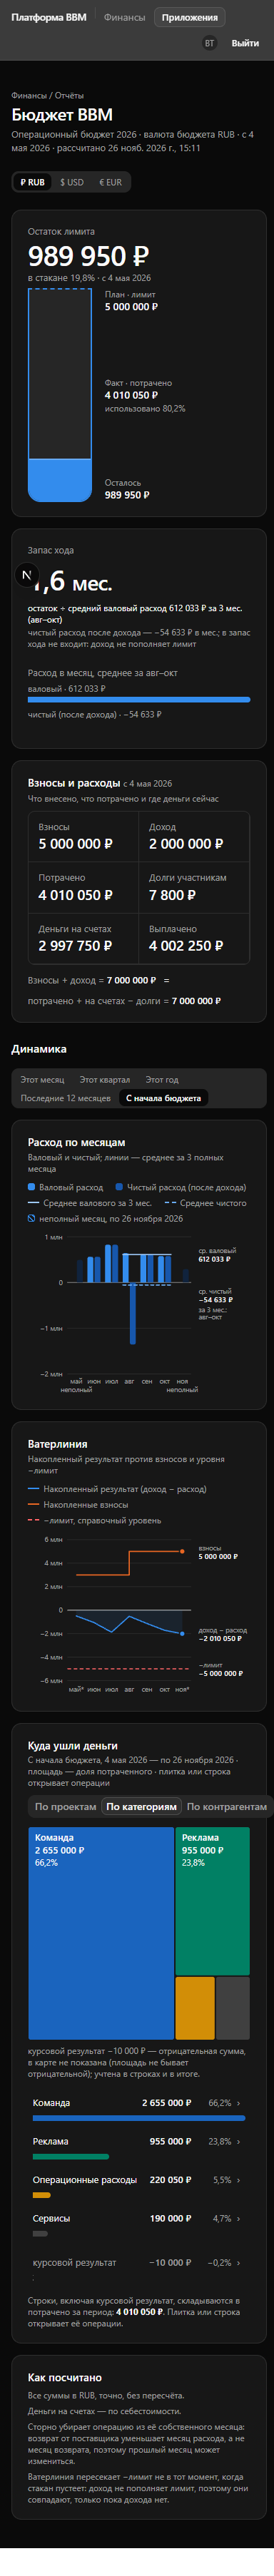 Платформа BBM
Финансы
Приложения
BT
Выйти
Финансы / Отчёты
Бюджет BBM
Операционный бюджет 2026 · валюта бюджета RUB · с 4
мая 2026 · рассчитано 26 нояб. 2026 г., 15:11
₽ RUB
$ USD
€ EUR
Остаток лимита
989 950 ₽
в стакане 19,8% · с 4 мая 2026
План · лимит
5 000 000 ₽
Факт · потрачено
4 010 050 ₽
использовано 80,2%
Осталось
989 950 ₽
Запас хода
N
,6 мес.
остаток ÷ средний валовый расход 612 033 ₽ за 3 мес.
(авг–окт)
чистый расход после дохода — −54 633 ₽ в мес.; в запас
хода не входит: доход не пополняет лимит
Расход в месяц, среднее за авг–окт
валовый · 612 033 ₽
чистый (после дохода) · −54 633 ₽
Взносы и расходы с 4 мая 2026
Что внесено, что потрачено и где деньги сейчас
Взносы
5 000 000 ₽
Доход
2 000 000 ₽
Потрачено
4 010 050 ₽
Долги участникам
7 800 ₽
Деньги на счетах
2 997 750 ₽
Выплачено
4 002 250 ₽
Взносы + доход = 7 000 000 ₽ =
потрачено + на счетах − долги = 7 000 000 ₽
Динамика
Этот месяц
Этот квартал
Этот год
Последние 12 месяцев
С начала бюджета
Расход по месяцам
Валовый и чистый; линии — среднее за 3 полных
месяца
Валовый расход
Чистый расход (после дохода)
Среднее валового за 3 мес.
Среднее чистого
неполный месяц, по 26 ноября 2026
1 млн
0
−1 млн
−2 млн
ср. валовый
612 033 ₽
ср. чистый
−54 633 ₽
за 3 мес.:
авг–окт
май июн июл авг сен окт ноя
неполный
неполный
Ватерлиния
Накопленный результат против взносов и уровня
−лимит
Накопленный результат (доход − расход)
Накопленные взносы
−лимит, справочный уровень
6 млн
4 млн
2 млн
0
−2 млн
−4 млн
−6 млн
взносы
5 000 000 ₽
доход − расход
−2 010 050 ₽
−лимит
−5 000 000 ₽
май* июн июл авг сен окт ноя*
Куда ушли деньги
С начала бюджета, 4 мая 2026 — по 26 ноября 2026 ·
площадь — доля потраченного · плитка или строка
открывает операции
По проектам
По категориям
По контрагентам
Команда
2 655 000 ₽
66,2%
Реклама
955 000 ₽
23,8%
курсовой результат −10 000 ₽ — отрицательная сумма,
в карте не показана (площадь не бывает
отрицательной); учтена в строках и в итоге.
Команда 2 655 000 ₽ 66,2% ›
Реклама 955 000 ₽ 23,8% ›
Операционные расходы 220 050 ₽ 5,5% ›
Сервисы 190 000 ₽ 4,7% ›
курсовой результат −10 000 ₽ −0,2% ›
Строки, включая курсовой результат, складываются в
потрачено за период: 4 010 050 ₽. Плитка или строка
открывает её операции.
Как посчитано
Все суммы в RUB, точно, без пересчёта.
Деньги на счетах — по себестоимости.
Сторно убирает операцию из её собственного месяца:
возврат от поставщика уменьшает месяц расхода, а не
месяц возврата, поэтому прошлый месяц может
измениться.
Ватерлиния пересекает −лимит не в тот момент, когда
стакан пустеет: доход не пополняет лимит, поэтому они
совпадают, только пока дохода нет.